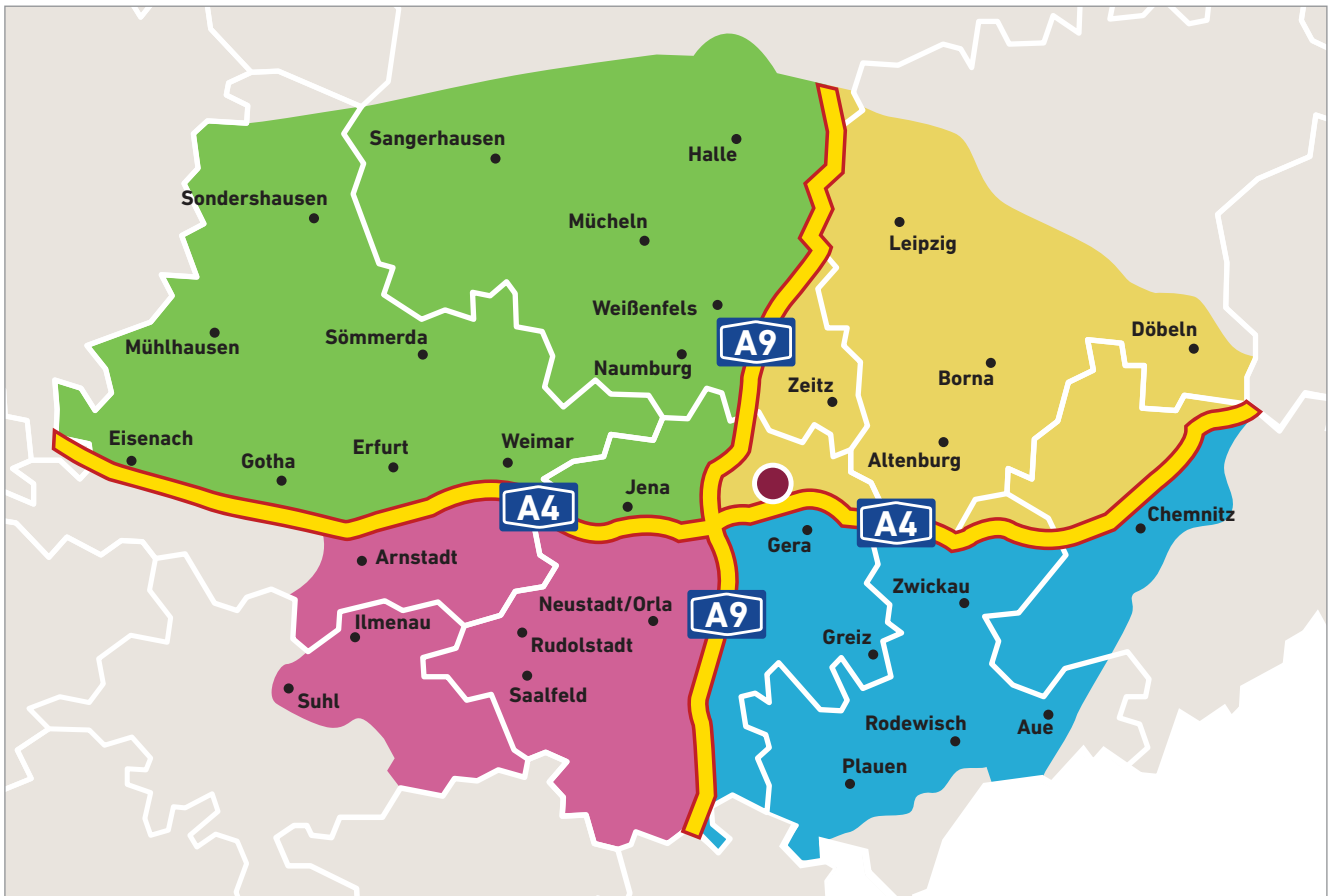 Sangerhausen
Halle
Sondershausen
Mücheln
Leipzig
Weißenfels
Mühlhausen
Sömmerda
A9
Döbeln
Naumburg
Zeitz
Borna
Eisenach
Gotha
Erfurt
Weimar
Altenburg
Jena
A4
A4
Chemnitz
Gera
Arnstadt
Zwickau
Neustadt/Orla
A9
Ilmenau
Rudolstadt
Greiz
Suhl
Saalfeld
Rodewisch
Aue
Plauen